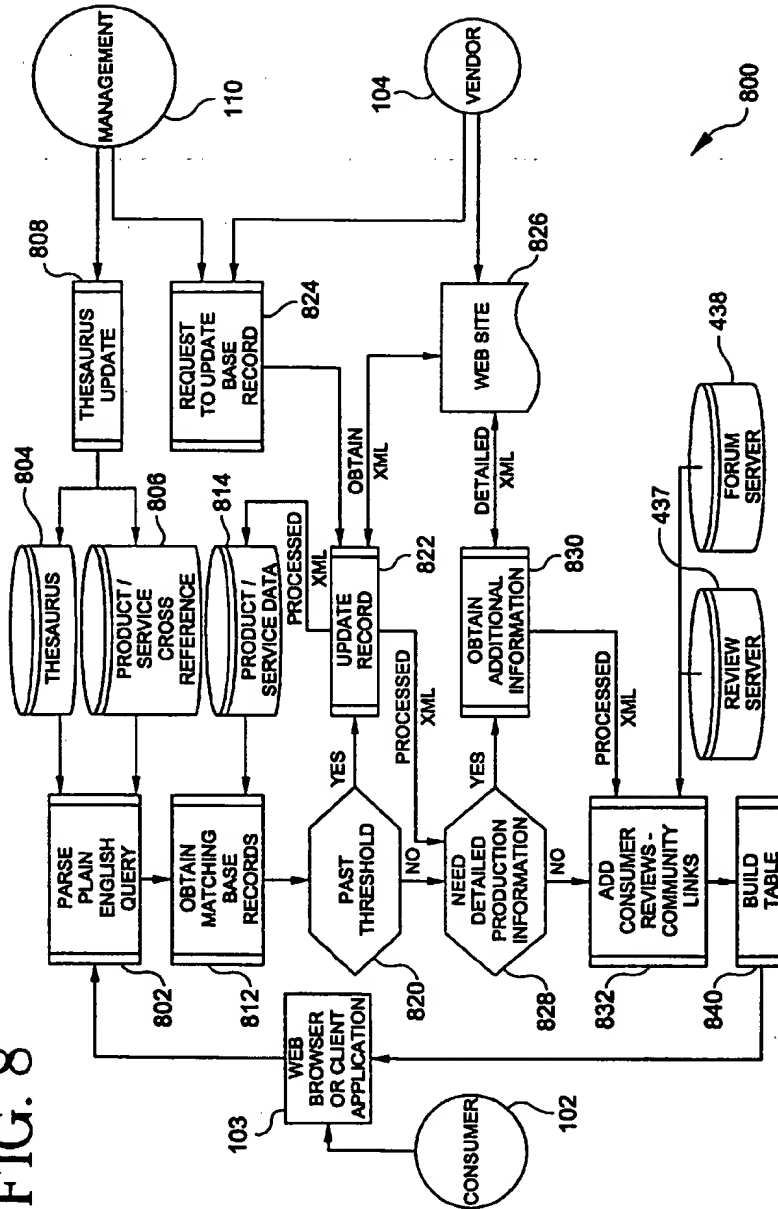 FIG. 8
CONSUMER
102
103
WEB
BROWSER
OR CLIENT
APPLICATION
PARSE
PLAIN
ENGLISH
QUERY
802
THESAURUS
804
PRODUCT /
SERVICE
CROSS
REFERENCE
806
THESAURUS
UPDATE
808
MANAGEMENT
110
OBTAIN
MATCHING
BASE
RECORDS
812
PRODUCT /
SERVICE DATA
814
PROCESSED
XML
REQUEST
TO UPDATE
BASE
RECORD
824
PAST
THRESHOLD
820
YES
NO
UPDATE
RECORD
822
OBTAIN
XML
PROCESSED
XML
WEB SITE
826
VENDOR
104
NEED
DETAILED
PRODUCTION
INFORMATION
828
YES
NO
OBTAIN
ADDITIONAL
INFORMATION
830
DETAILED
XML
PROCESSED
XML
ADD
CONSUMER
REVIEWS -
COMMUNITY
LINKS
832
REVIEW
SERVER
437
FORUM
SERVER
438
BUILD
TABLE
840
800